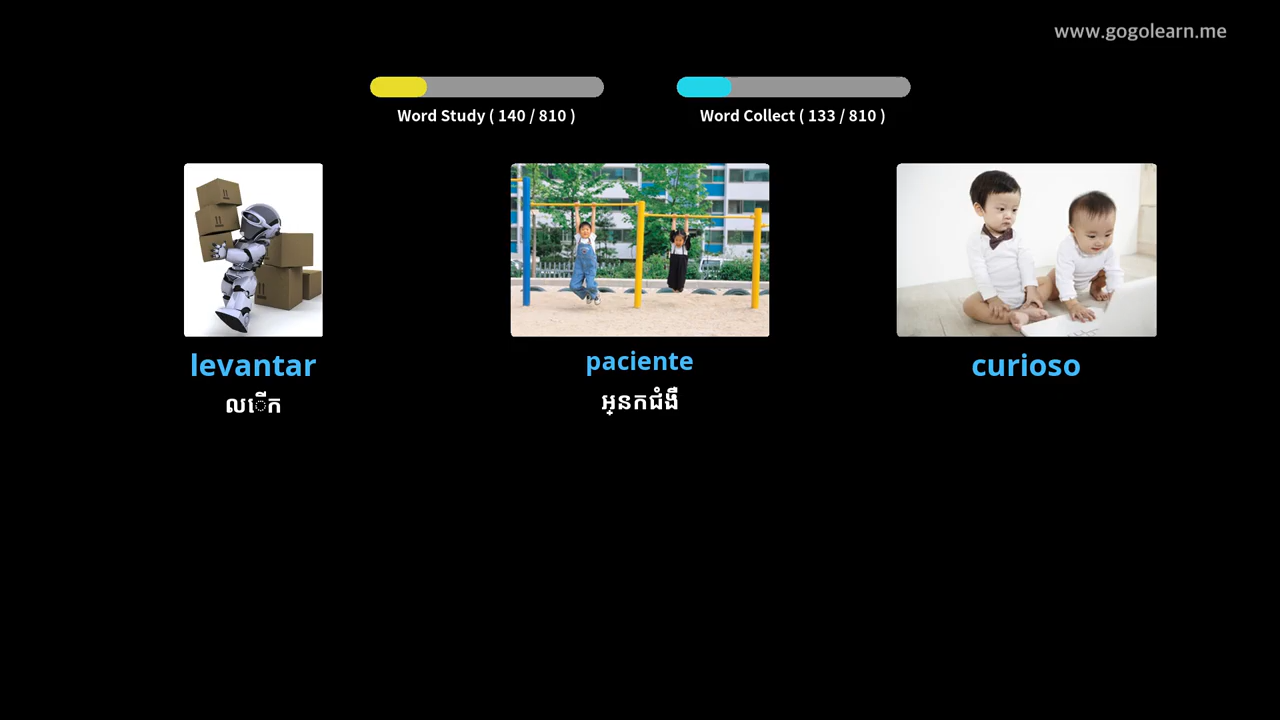 www.gogolearn.me
Word Study ( 140 / 810 )
Word Collect ( 133 / 810 )
levantar
លើក
paciente
អ្នកជំងឺ
curioso